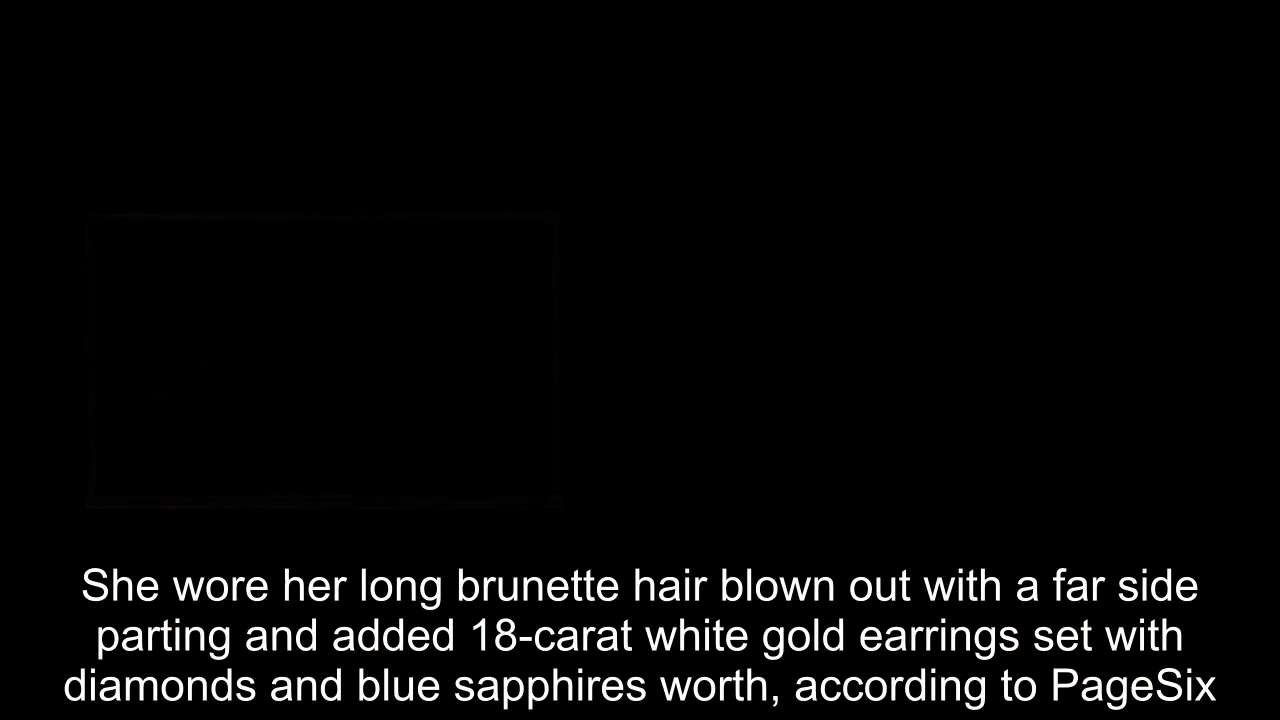 She wore her long brunette hair blown out with a far side
parting and added 18-carat white gold earrings set with
diamonds and blue sapphires worth, according to PageSix